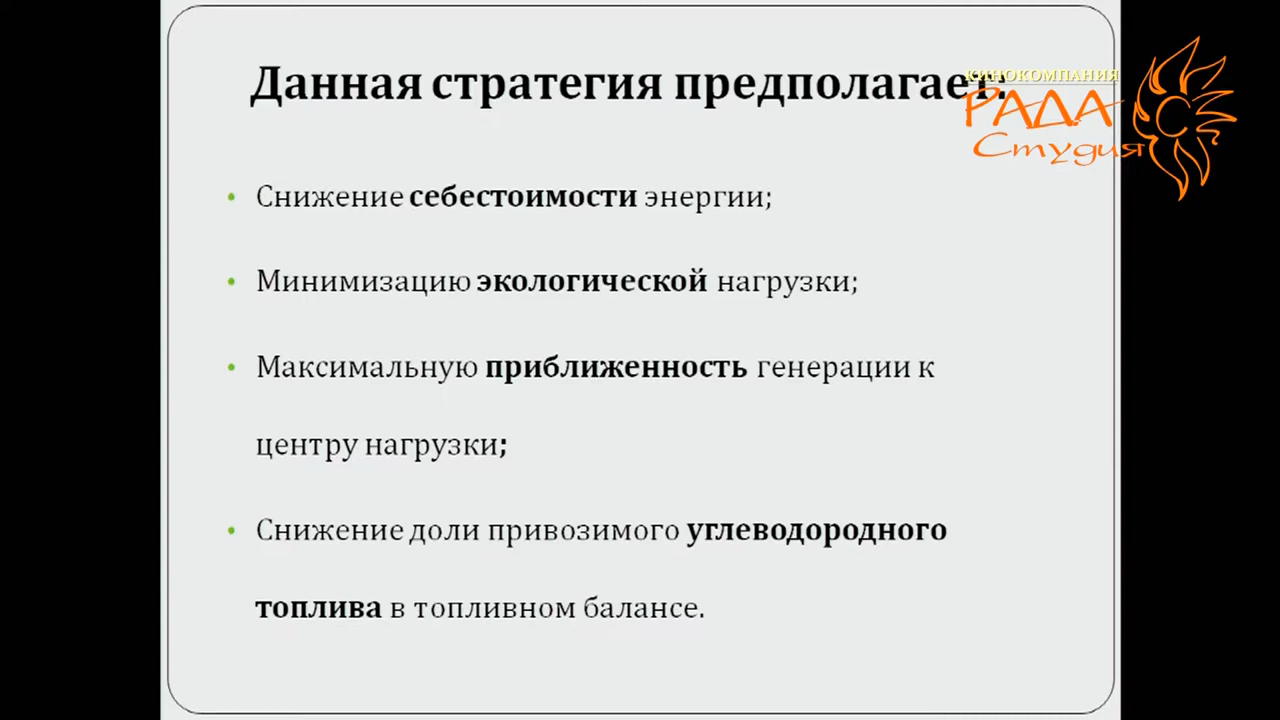 Данная стратегия предполагает:
КИНОКОМПАНИЯ
РАДА
Студия
• Снижение себестоимости энергии;
• Минимизацию экологической нагрузки;
• Максимальную приближенность генерации к
центру нагрузки;
• Снижение доли привозимого углеводородного
топлива в топливном балансе.